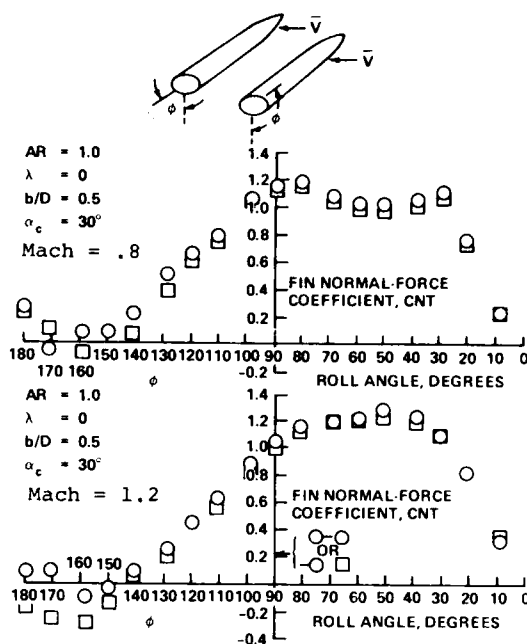 V̄
V̄
φ
φ
AR = 1.0
λ = 0
b/D = 0.5
αc = 30°
Mach = .8
1.4
1.2
1.0
0.8
0.6
0.4
0.2
-0.2
FIN NORMAL-FORCE
COEFFICIENT, CNT
180 170 160 150 140 130 120 110 100 90 80 70 60 50 40 30 20 10 0
φ
ROLL ANGLE, DEGREES
AR = 1.0
λ = 0
b/D = 0.5
αc = 30°
Mach = 1.2
1.4
1.2
1.0
0.8
0.6
0.4
0.2
-0.2
-0.4
FIN NORMAL-FORCE
COEFFICIENT, CNT
OR
180 170 160 150 140 130 120 110 100 90 80 70 60 50 40 30 20 10 0
φ
ROLL ANGLE, DEGREES